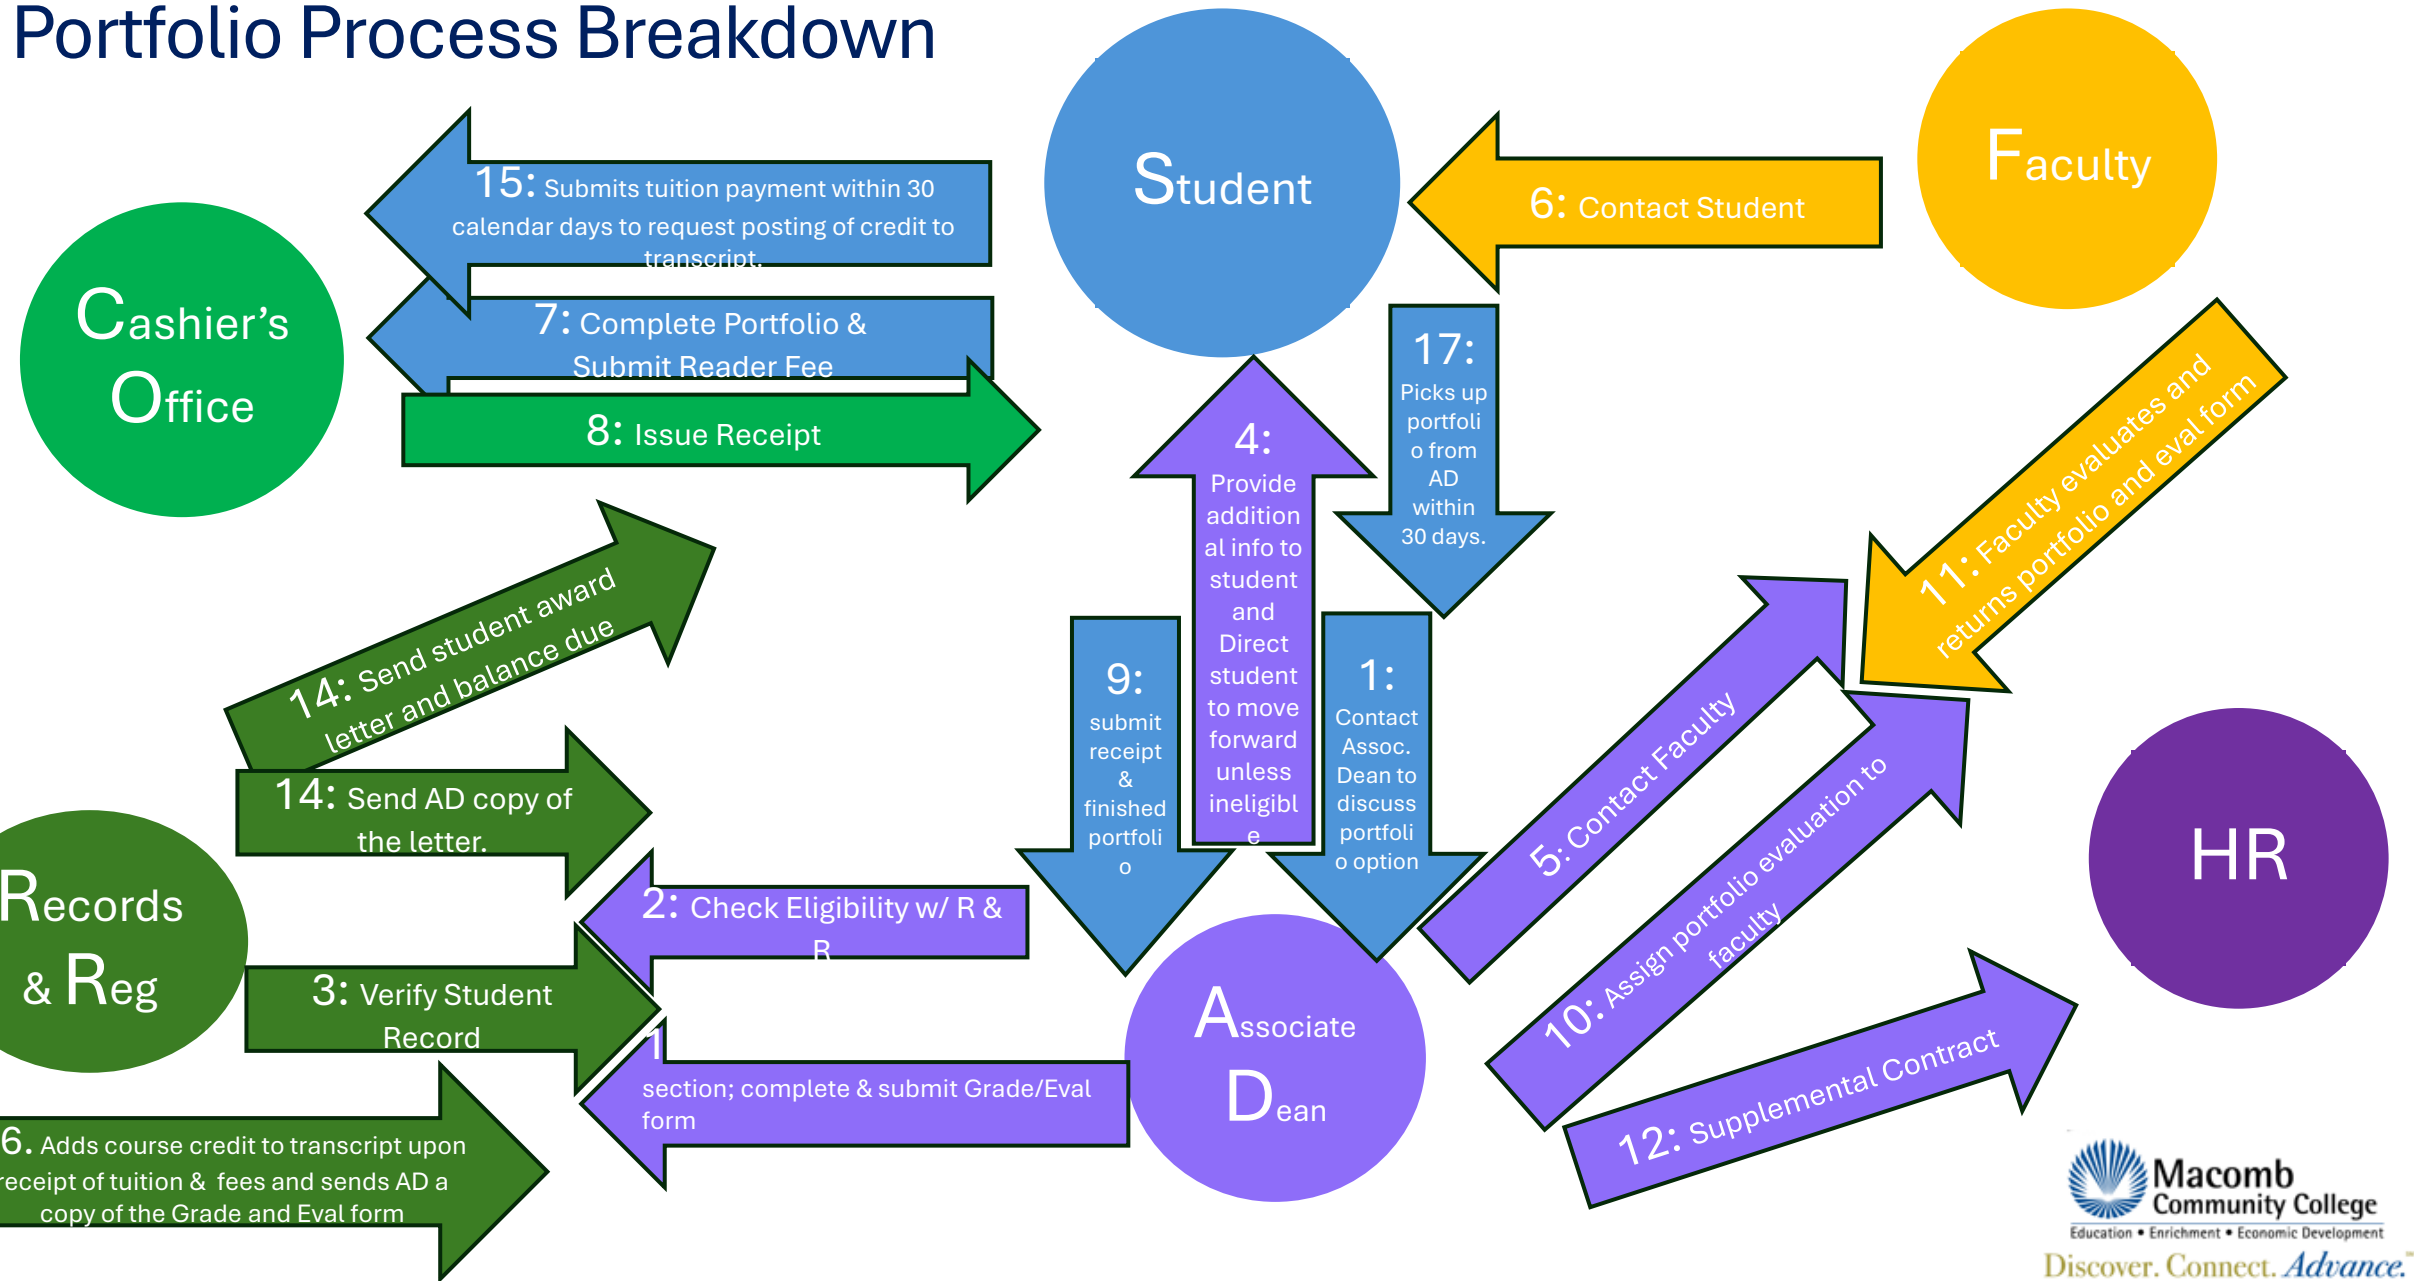 Portfolio Process Breakdown
Student
Faculty
15: Submits tuition payment within 30
calendar days to request posting of credit to
transcript.
6: Contact Student
Cashier’s
Office
7: Complete Portfolio &
Submit Reader Fee
8: Issue Receipt
17:
Picks up
portfoli
o from
AD
within
30 days.
4:
Provide
addition
al info to
student
and
Direct
student
to move
forward
unless
ineligibl
e
11: Faculty evaluates and
returns portfolio and eval form
14: Send student award
letter and balance due
9:
submit
receipt
&
finished
portfoli
o
1:
Contact
Assoc.
Dean to
discuss
portfoli
o option
5: Contact Faculty
10: Assign portfolio evaluation to
faculty
HR
14: Send AD copy of
the letter.
Records
& Reg
2: Check Eligibility w/ R &
R
3: Verify Student
Record
Associate
Dean
1
section; complete & submit Grade/Eval
form
12: Supplemental Contract
6. Adds course credit to transcript upon
receipt of tuition & fees and sends AD a
copy of the Grade and Eval form
Macomb
Community College
Education • Enrichment • Economic Development
Discover. Connect. Advance.